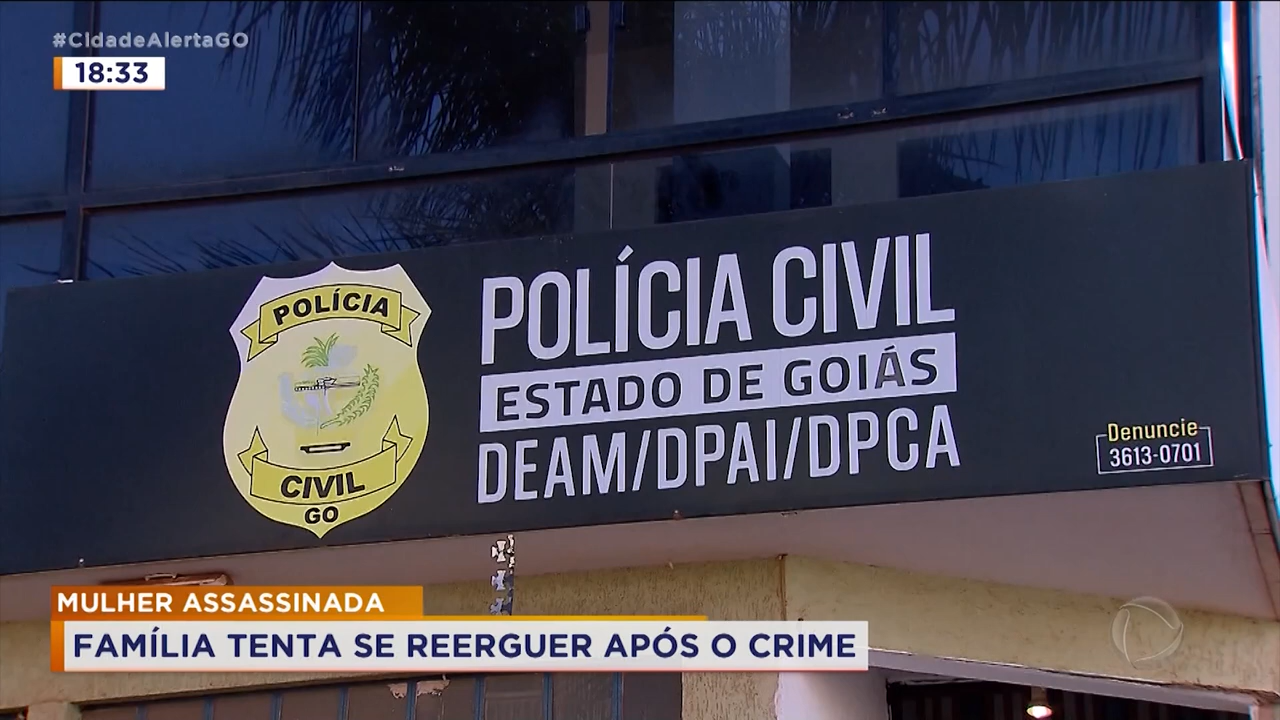 #CidadeAlertaGO
18:33
POLÍCIA
CIVIL
GO
POLÍCIA CIVIL
ESTADO DE GOIÁS
DEAM/DPAI/DPCA
Denuncie
3613-0701
MULHER ASSASSINADA
FAMÍLIA TENTA SE REERGUER APÓS O CRIME